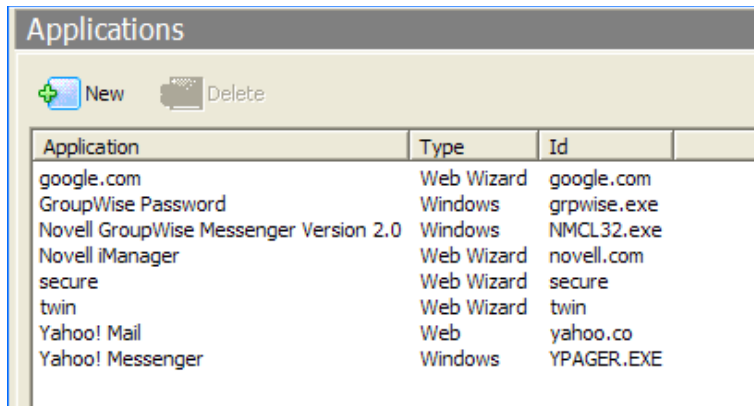 Applications
New Delete
Application Type Id
google.com Web Wizard google.com
GroupWise Password Windows grpwise.exe
Novell GroupWise Messenger Version 2.0 Windows NMCL32.exe
Novell iManager Web Wizard novell.com
secure Web Wizard secure
twin Web Wizard twin
Yahoo! Mail Web yahoo.co
Yahoo! Messenger Windows YPAGER.EXE